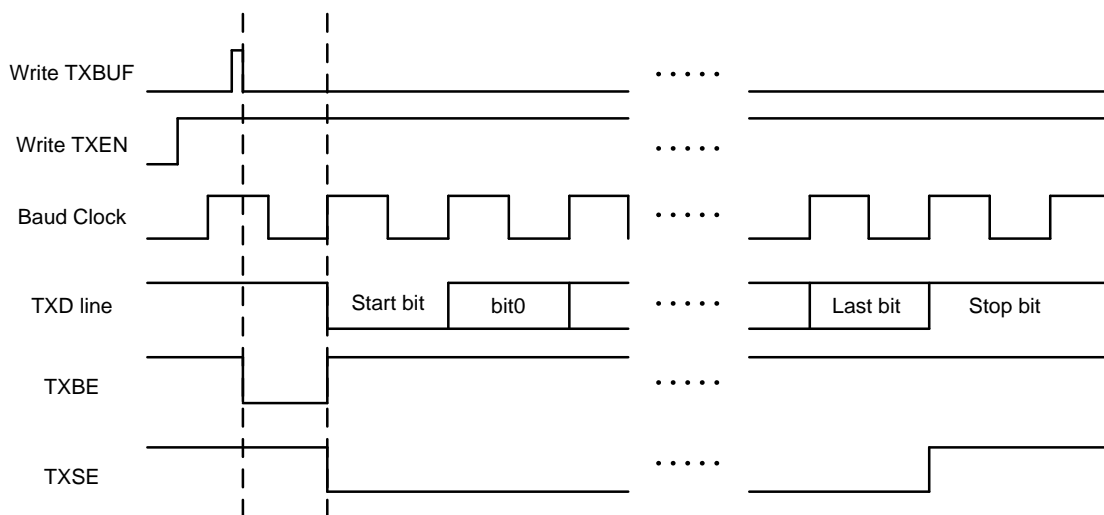 Write TXBUF
Write TXEN
Baud Clock
TXD line
Start bit
bit0
Last bit
Stop bit
TXBE
TXSE